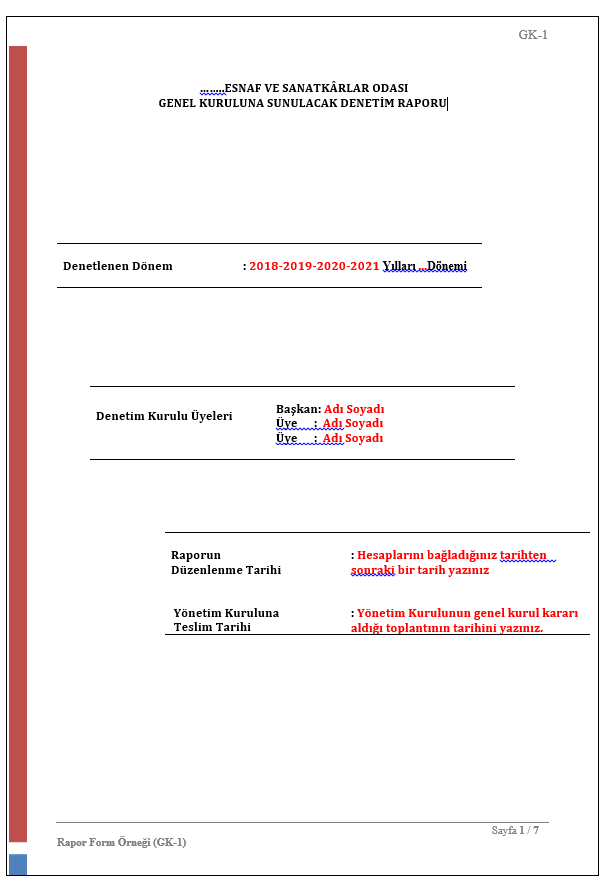 GK-1
........ESNAF VE SANATKÂRLAR ODASI
GENEL KURULUNA SUNULACAK DENETİM RAPORU
Denetlenen Dönem : 2018-2019-2020-2021 Yılları ...Dönemi
Denetim Kurulu Üyeleri
Başkan: Adı Soyadı
Üye : Adı Soyadı
Üye : Adı Soyadı
Raporun : Hesaplarını bağladığınız tarihten
Düzenlenme Tarihi sonraki bir tarih yazınız
Yönetim Kuruluna : Yönetim Kurulunun genel kurul kararı
Teslim Tarihi aldığı toplantının tarihini yazınız.
Sayfa 1 / 7
Rapor Form Örneği (GK-1)